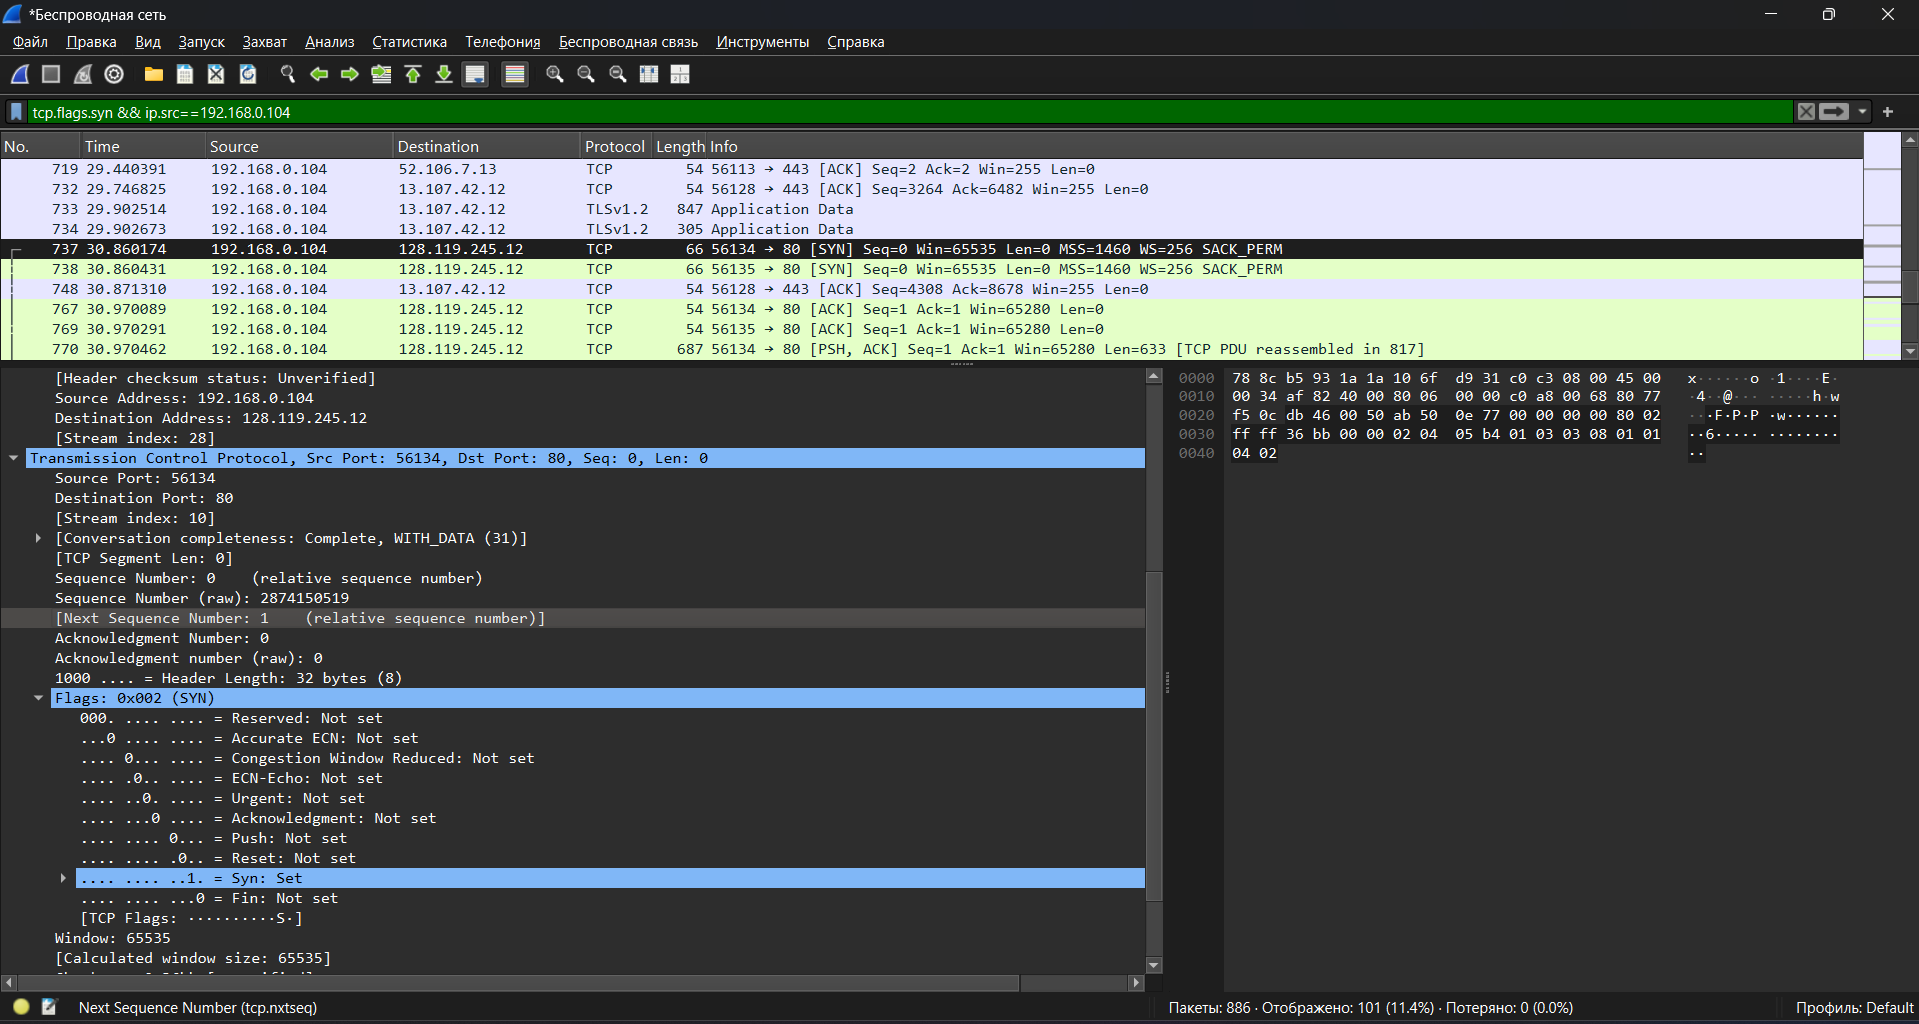 *Беспроводная сеть
Файл Правка Вид Запуск Захват Анализ Статистика Телефония Беспроводная связь Инструменты Справка
tcp.flags.syn && ip.src==192.168.0.104
No. Time Source Destination Protocol Length Info
719 29.440391 192.168.0.104 52.106.7.13 TCP 54 56113 → 443 [ACK] Seq=2 Ack=2 Win=255 Len=0
732 29.746825 192.168.0.104 13.107.42.12 TCP 54 56128 → 443 [ACK] Seq=3264 Ack=6482 Win=255 Len=0
733 29.902514 192.168.0.104 13.107.42.12 TLSv1.2 847 Application Data
734 29.902673 192.168.0.104 13.107.42.12 TLSv1.2 305 Application Data
737 30.860174 192.168.0.104 128.119.245.12 TCP 66 56134 → 80 [SYN] Seq=0 Win=65535 Len=0 MSS=1460 WS=256 SACK_PERM
738 30.860431 192.168.0.104 128.119.245.12 TCP 66 56135 → 80 [SYN] Seq=0 Win=65535 Len=0 MSS=1460 WS=256 SACK_PERM
748 30.871310 192.168.0.104 13.107.42.12 TCP 54 56128 → 443 [ACK] Seq=4308 Ack=8678 Win=255 Len=0
767 30.970089 192.168.0.104 128.119.245.12 TCP 54 56134 → 80 [ACK] Seq=1 Ack=1 Win=65280 Len=0
769 30.970291 192.168.0.104 128.119.245.12 TCP 54 56135 → 80 [ACK] Seq=1 Ack=1 Win=65280 Len=0
770 30.970462 192.168.0.104 128.119.245.12 TCP 687 56134 → 80 [PSH, ACK] Seq=1 Ack=1 Win=65280 Len=633 [TCP PDU reassembled in 817]
[Header checksum status: Unverified]
Source Address: 192.168.0.104
Destination Address: 128.119.245.12
[Stream index: 28]
Transmission Control Protocol, Src Port: 56134, Dst Port: 80, Seq: 0, Len: 0
Source Port: 56134
Destination Port: 80
[Stream index: 10]
[Conversation completeness: Complete, WITH_DATA (31)]
[TCP Segment Len: 0]
Sequence Number: 0 (relative sequence number)
Sequence Number (raw): 2874150519
[Next Sequence Number: 1 (relative sequence number)]
Acknowledgment Number: 0
Acknowledgment number (raw): 0
1000 .... = Header Length: 32 bytes (8)
Flags: 0x002 (SYN)
000. .... .... = Reserved: Not set
...0 .... .... = Accurate ECN: Not set
.... 0... .... = Congestion Window Reduced: Not set
.... .0.. .... = ECN-Echo: Not set
.... ..0. .... = Urgent: Not set
.... ...0 .... = Acknowledgment: Not set
.... .... 0... = Push: Not set
.... .... .0.. = Reset: Not set
.... .... ..1. = Syn: Set
.... .... ...0 = Fin: Not set
[TCP Flags: ··········S·]
Window: 65535
[Calculated window size: 65535]
0000 78 8c b5 93 1a 1a 10 6f d9 31 c0 c3 08 00 45 00 x······o ·1····E·
0010 00 34 af 82 40 00 80 06 00 00 c0 a8 00 68 80 77 ·4··@··· ·····h·w
0020 f5 0c db 46 00 50 ab 50 0e 77 00 00 00 00 80 02 ···F·P·P ·w······
0030 ff ff 36 bb 00 00 02 04 05 b4 01 03 03 08 01 01 ··6····· ········
0040 04 02 ··
Next Sequence Number (tcp.nxtseq)
Пакеты: 886 · Отображено: 101 (11.4%) · Потеряно: 0 (0.0%)
Профиль: Default